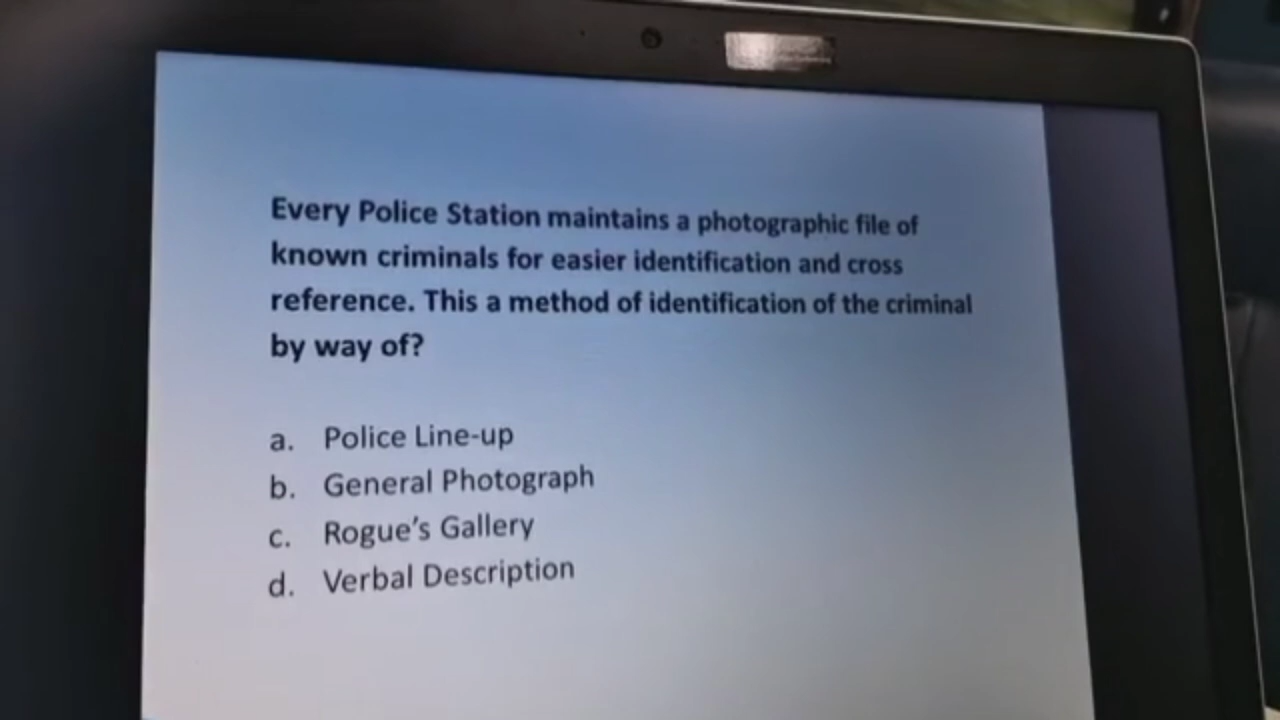 Every Police Station maintains a photographic file of
known criminals for easier identification and cross
reference. This a method of identification of the criminal
by way of?
a. Police Line-up
b. General Photograph
c. Rogue's Gallery
d. Verbal Description